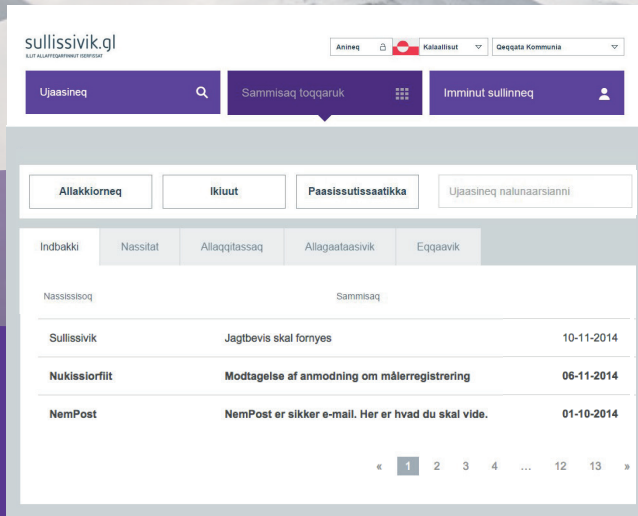 sullissivik.gl
ILLIT ALLAFFEQARFINNUT ISERFISSAT
Anineq Kalaallisut Qeqqata Kommunia
Ujaasineq Sammisaq toqqaruk Imminut sullinneq
Allakkiorneq Ikiuut Paasissutissaatikka Ujaasineq nalunaarsianni
Indbakki Nassitat Allaqqitassaq Allagaataasivik Eqqaavik
Nassissisoq Sammisaq
Sullissivik Jagtbevis skal fornyes 10-11-2014
Nukissiorfiit Modtagelse af anmodning om målerregistrering 06-11-2014
NemPost NemPost er sikker e-mail. Her er hvad du skal vide. 01-10-2014
« 1 2 3 4 ... 12 13 »